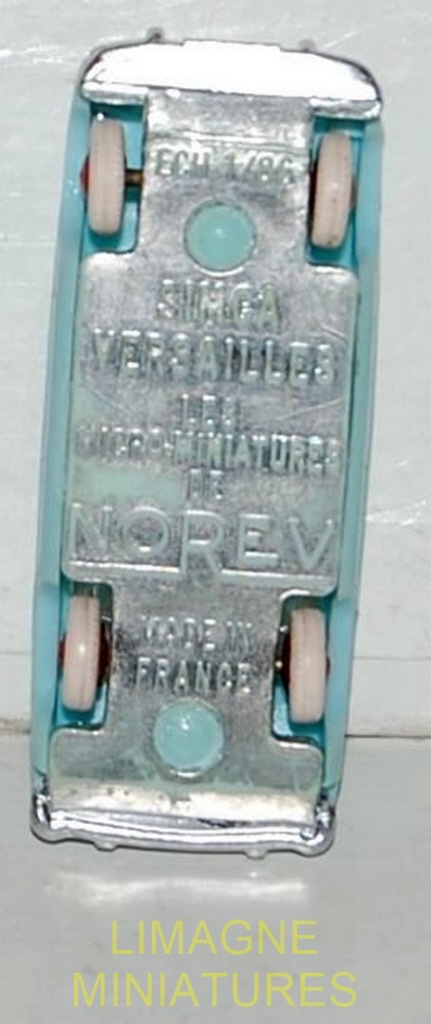 ECH 1/86
SIMCA
VERSAILLES
LES
MICRO-MINIATURES
DE
NOREV
MADE IN
FRANCE
LIMAGNE
MINIATURES